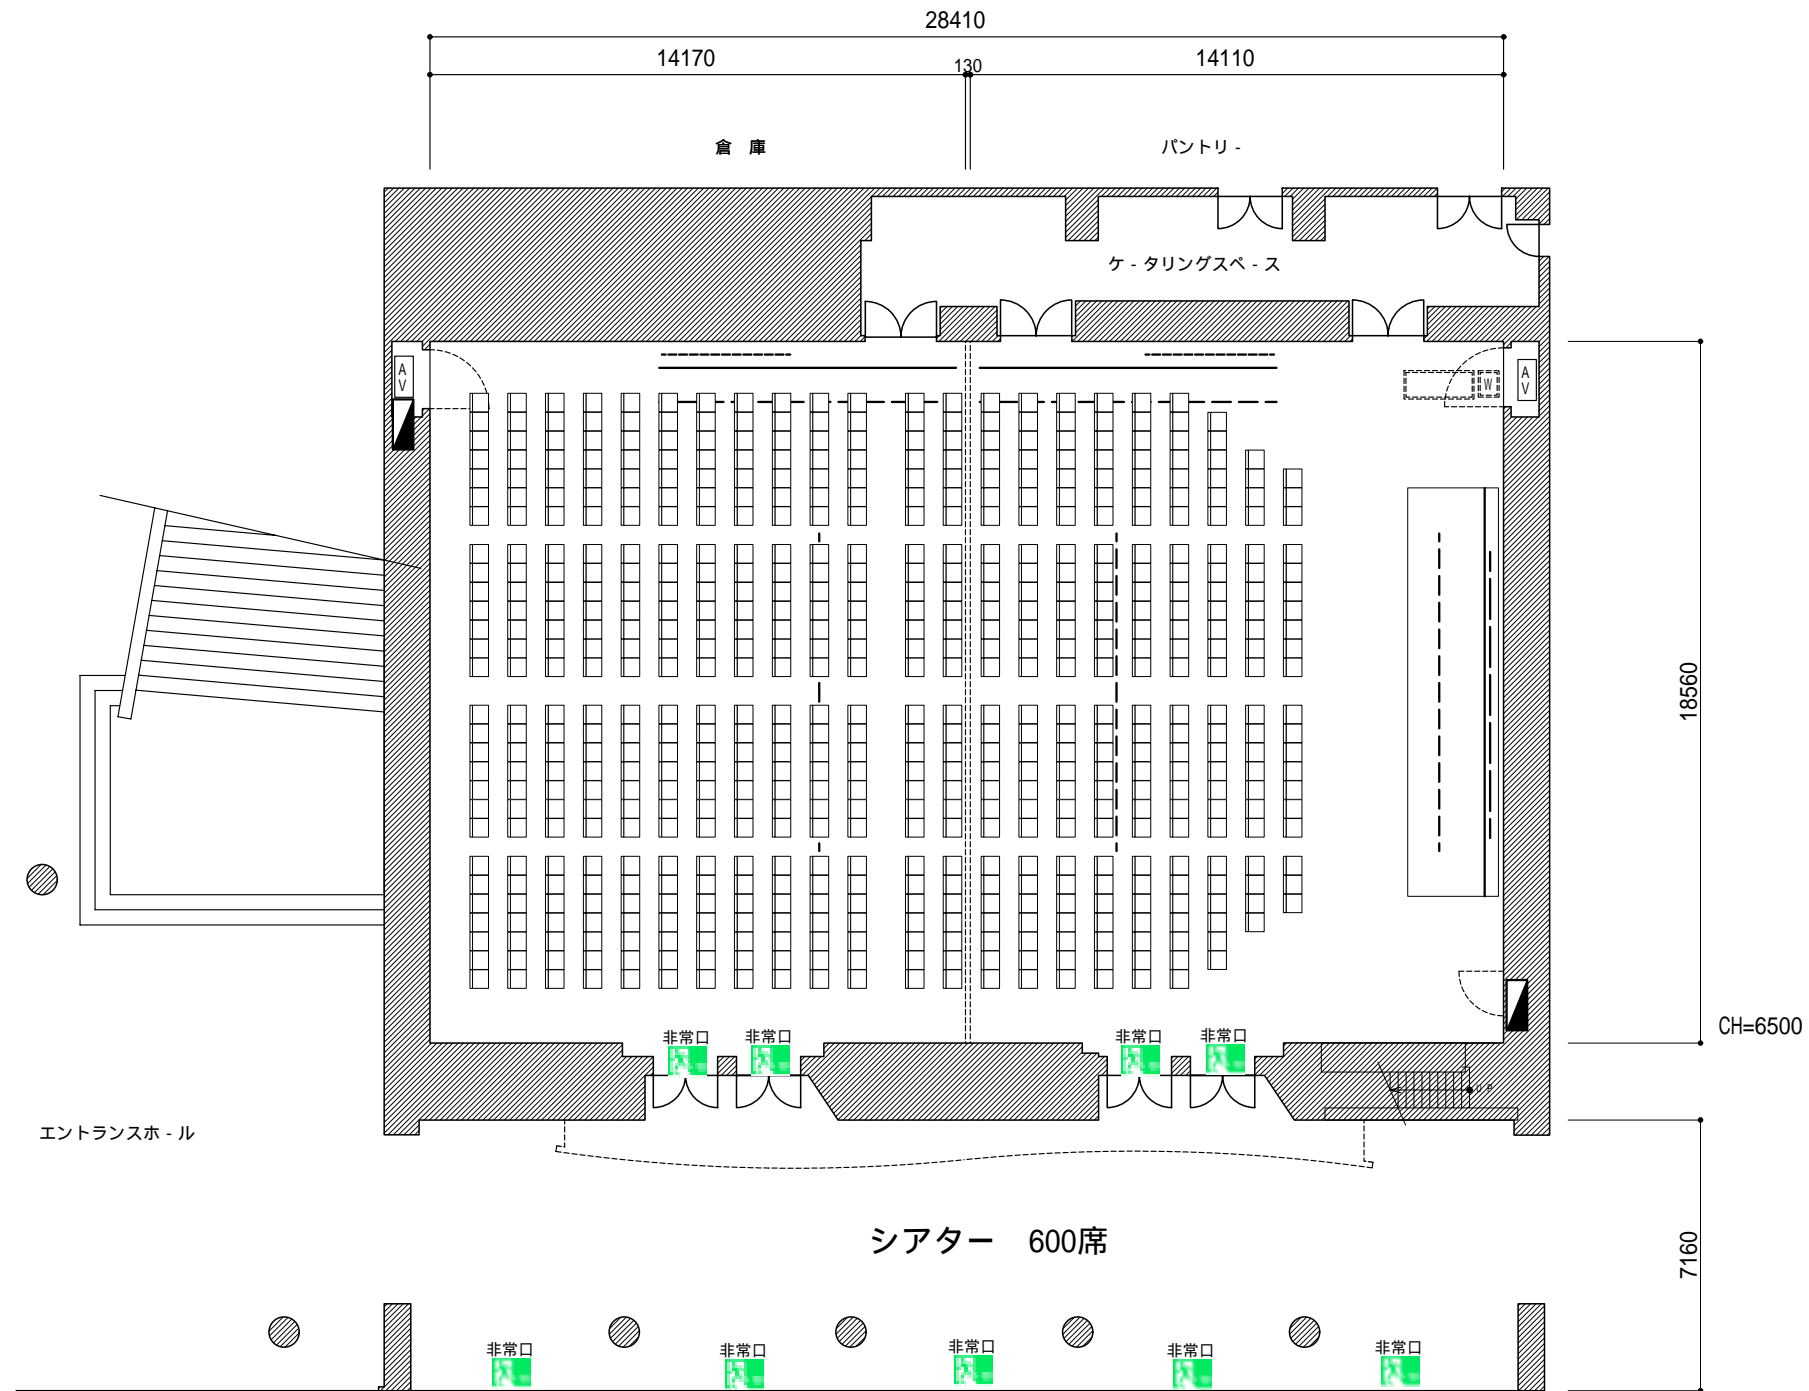 28410
14170
130
14110
倉　庫
パントリ-
ケ-タリングスペ-ス
A
V
W
A
V
18560
非常口
非常口
非常口
非常口
CH=6500
UP
エントランスホ-ル
シアター　600席
7160
非常口
非常口
非常口
非常口
非常口